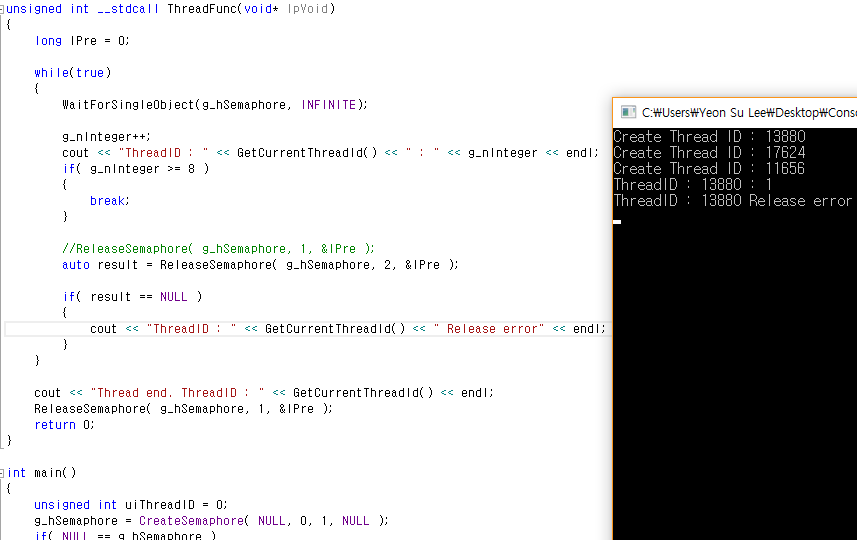 unsigned int __stdcall ThreadFunc(void* lpVoid)
{
long lPre = 0;
while(true)
{
WaitForSingleObject(g_hSemaphore, INFINITE);
g_nInteger++;
cout << "ThreadID : " << GetCurrentThreadId() << " : " << g_nInteger << endl;
if( g_nInteger >= 8 )
{
break;
}
//ReleaseSemaphore( g_hSemaphore, 1, &lPre );
auto result = ReleaseSemaphore( g_hSemaphore, 2, &lPre );
if( result == NULL )
{
cout << "ThreadID : " << GetCurrentThreadId() << " Release error" << endl;
}
}
cout << "Thread end. ThreadID : " << GetCurrentThreadId() << endl;
ReleaseSemaphore( g_hSemaphore, 1, &lPre );
return 0;
}
int main()
{
unsigned int uiThreadID = 0;
g_hSemaphore = CreateSemaphore( NULL, 0, 1, NULL );
if( NULL == g_hSemaphore )
C:₩Users₩Yeon Su Lee₩Desktop₩Conso
Create Thread ID : 13880
Create Thread ID : 17624
Create Thread ID : 11656
ThreadID : 13880 : 1
ThreadID : 13880 Release error